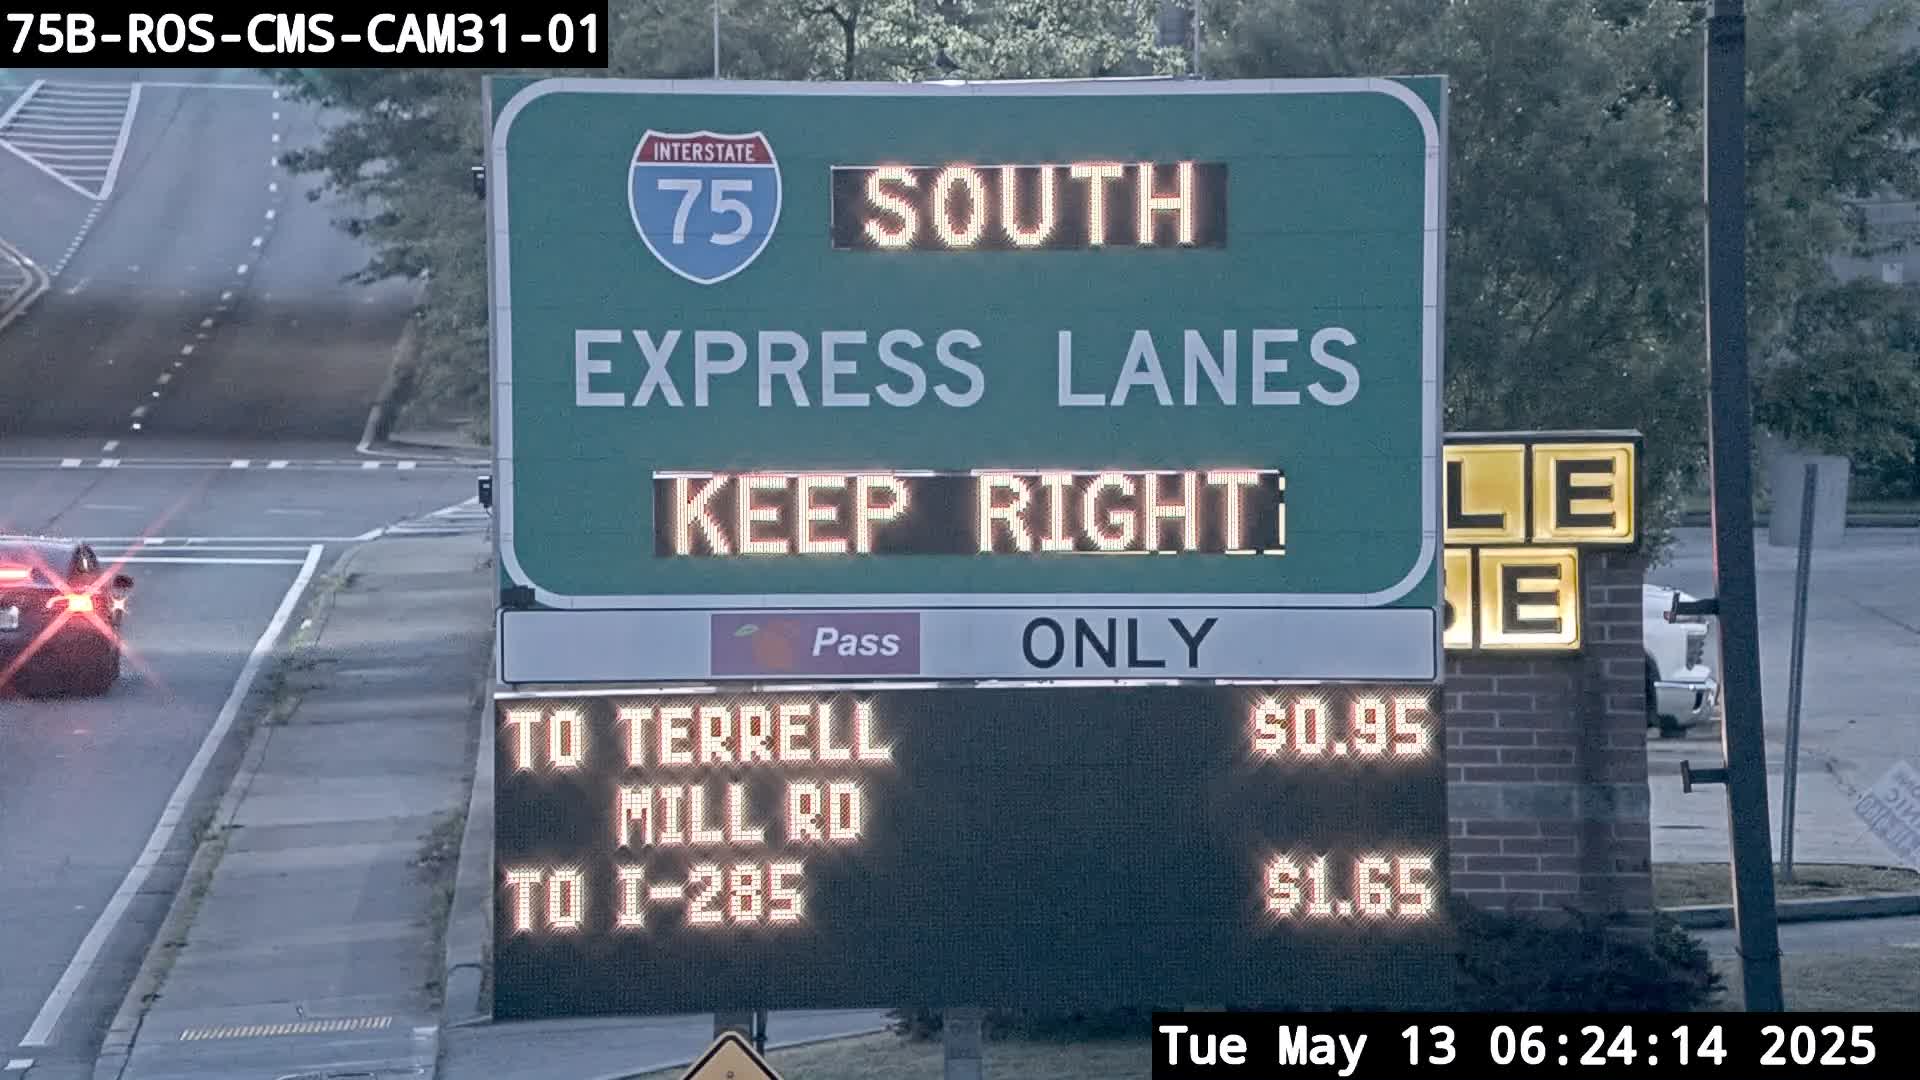 75B-ROS-CMS-CAM31-01
INTERSTATE
75
SOUTH
EXPRESS LANES
KEEP RIGHT
Pass ONLY
TO TERRELL $0.95
MILL RD
TO I-285 $1.65
LE
E
Tue May 13 06:24:14 2025